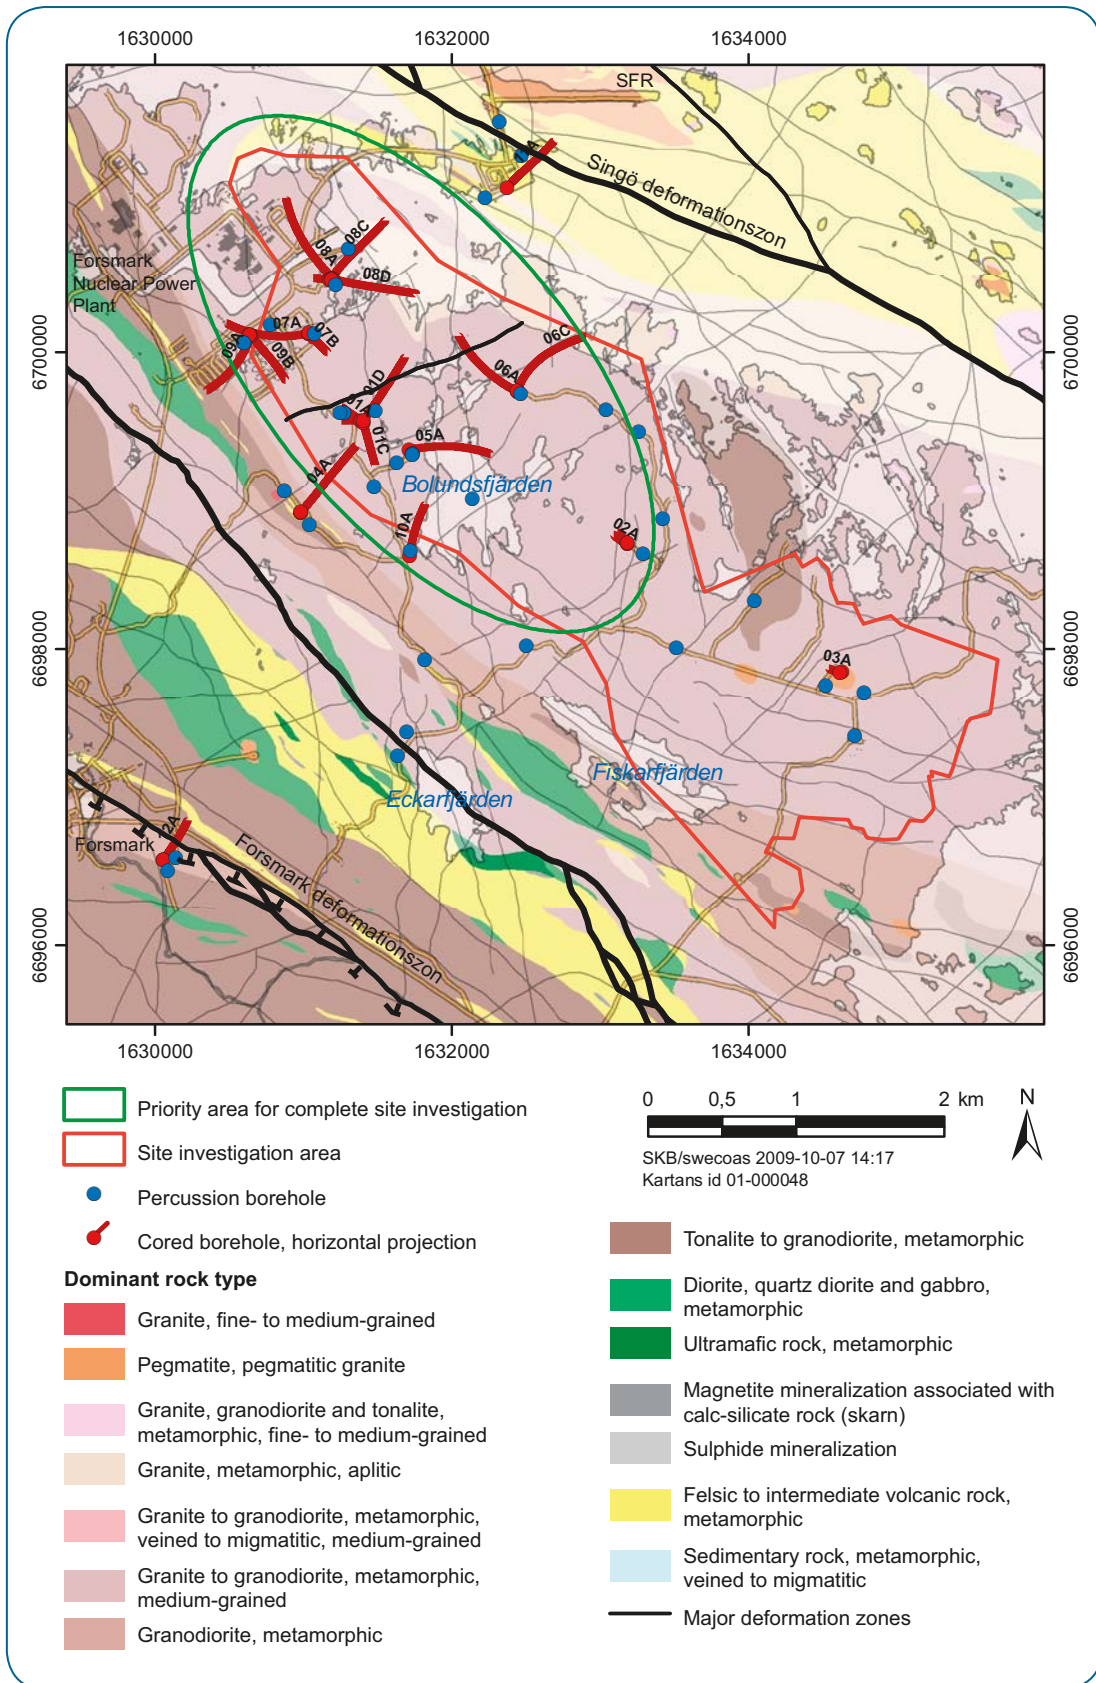 1630000
1632000
1634000
SFR
Singö deformationszon
08A
08C
08D
Forsmark
Nuclear Power
Plant
07A
07B
09A
09B
6700000
6700000
06C
06A
01D
01A
01C
05A
04A
Bolundsfjärden
10A
02A
6698000
6698000
03A
Fiskarfjärden
Eckarfjärden
Forsmark
Forsmark deformationszon
6696000
6696000
1630000
1632000
1634000
Priority area for complete site investigation
Site investigation area
Percussion borehole
Cored borehole, horizontal projection
0 0,5 1 2 km
N
SKB/swecoas 2009-10-07 14:17
Kartans id 01-000048
Dominant rock type
Granite, fine- to medium-grained
Pegmatite, pegmatitic granite
Granite, granodiorite and tonalite,
metamorphic, fine- to medium-grained
Granite, metamorphic, aplitic
Granite to granodiorite, metamorphic,
veined to migmatitic, medium-grained
Granite to granodiorite, metamorphic,
medium-grained
Granodiorite, metamorphic
Tonalite to granodiorite, metamorphic
Diorite, quartz diorite and gabbro,
metamorphic
Ultramafic rock, metamorphic
Magnetite mineralization associated with
calc-silicate rock (skarn)
Sulphide mineralization
Felsic to intermediate volcanic rock,
metamorphic
Sedimentary rock, metamorphic,
veined to migmatitic
Major deformation zones